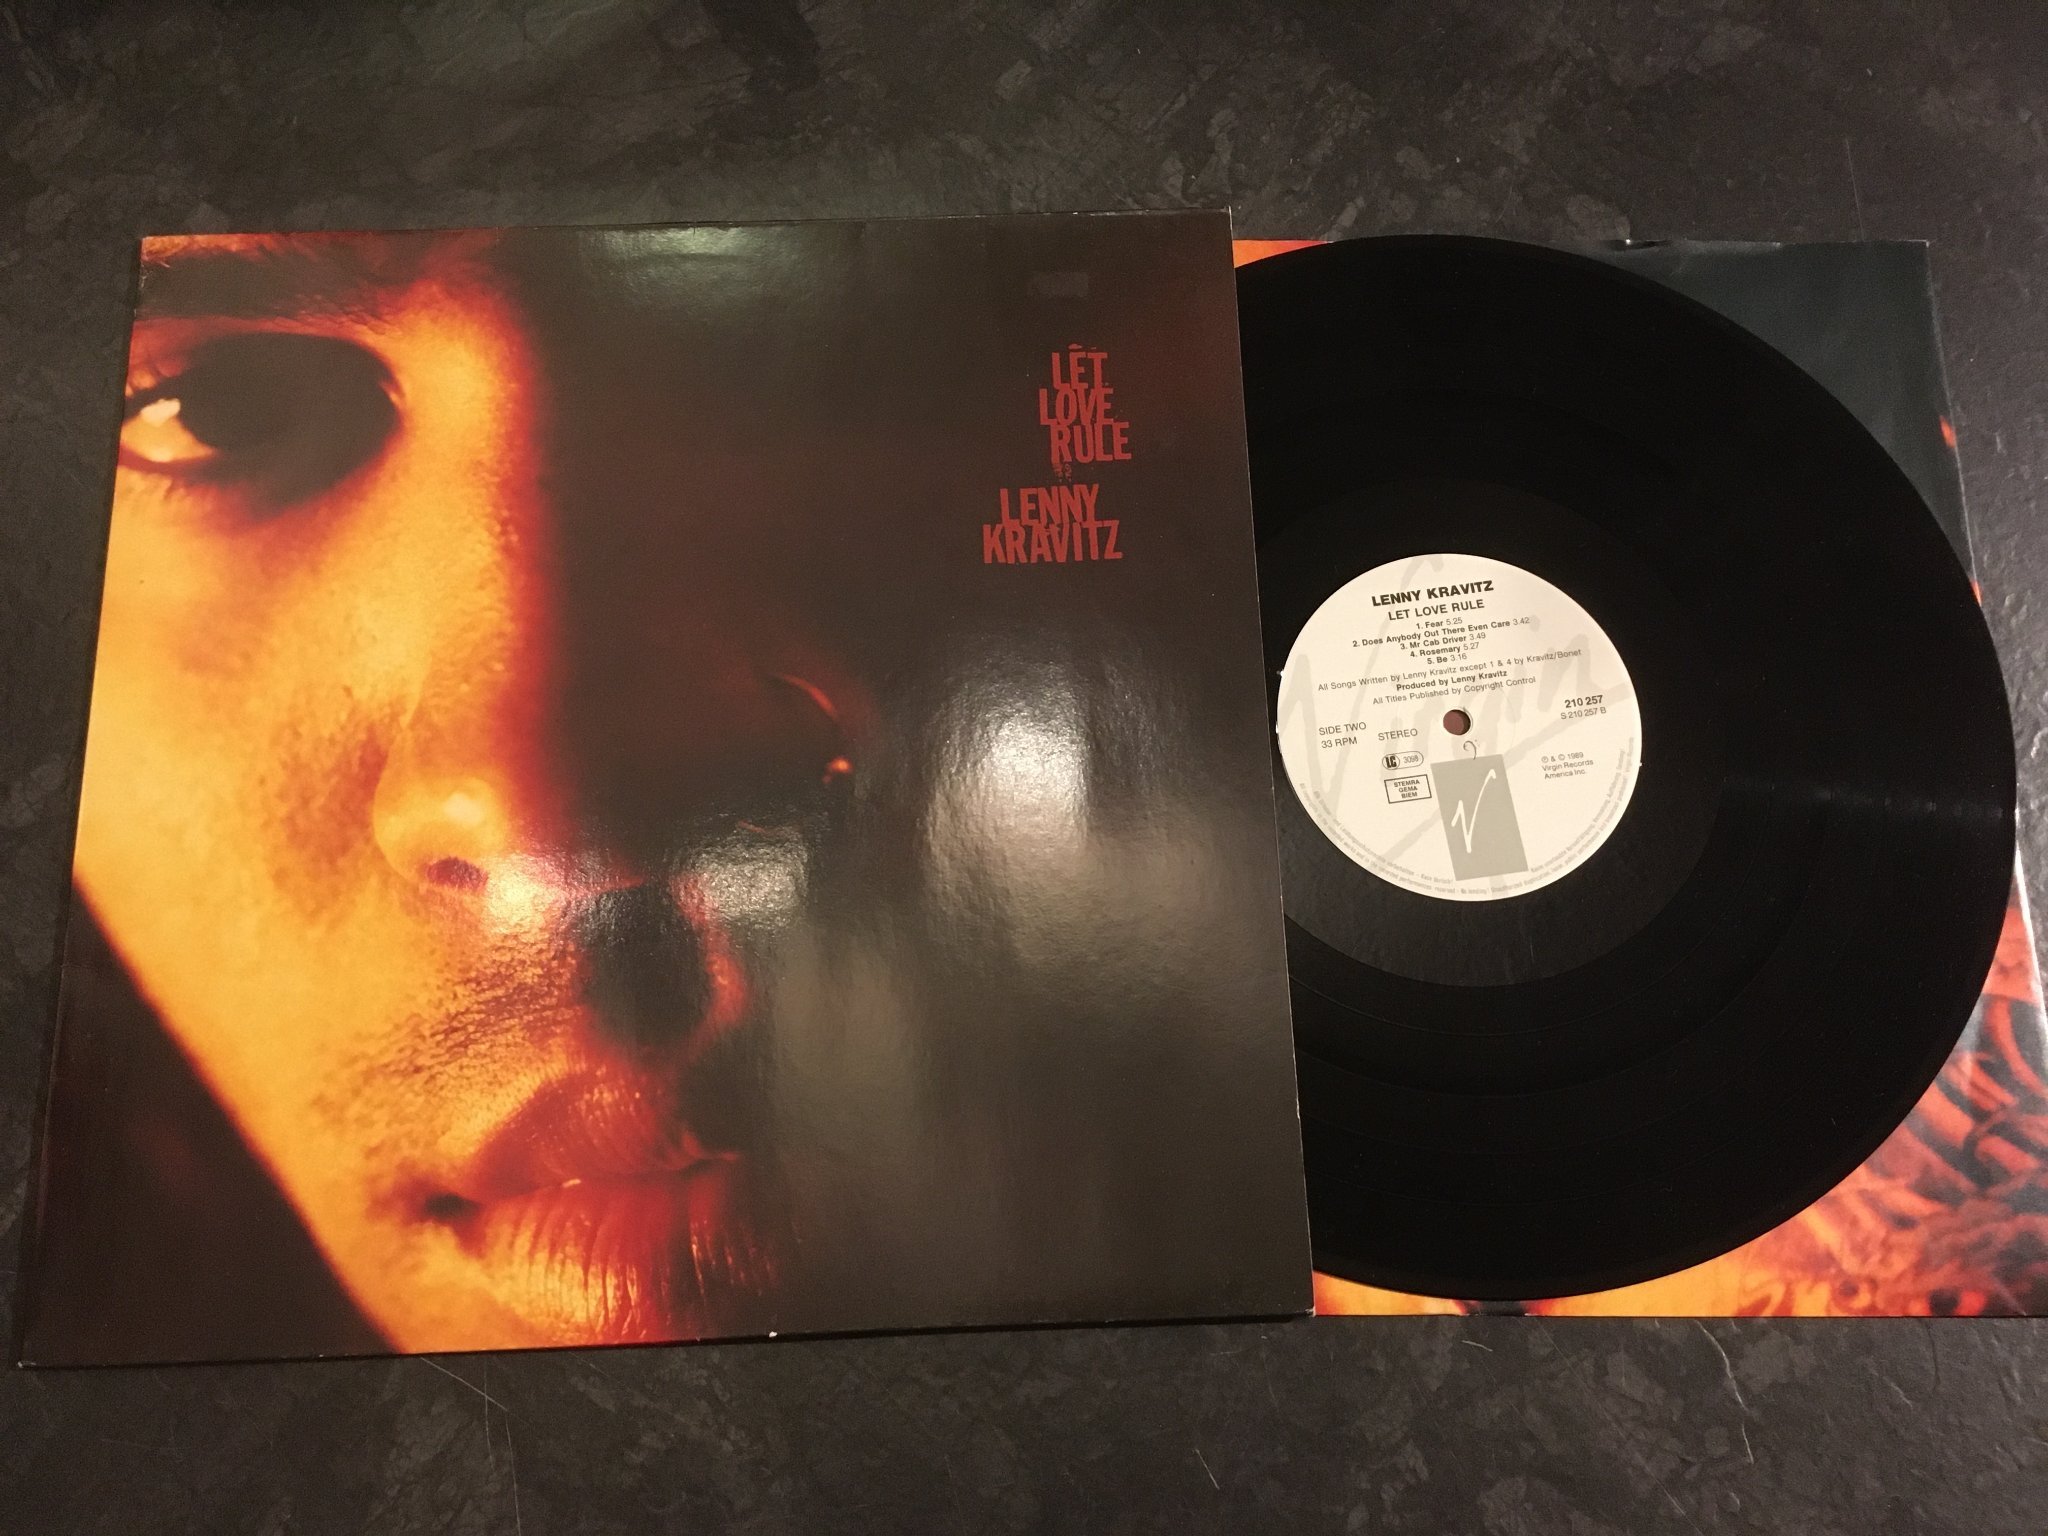 LET
LOVE
RULE
LENNY
KRAVITZ
LENNY KRAVITZ
LET LOVE RULE
1. Fear 5.25
2. Does Anybody Out There Even Care 3.42
3. Mr Cab Driver 3.49
4. Rosemary 5.27
5. Be 3.16
All Songs Written by Lenny Kravitz except 1 & 4 by Kravitz/Bonet
Produced by Lenny Kravitz
All Titles Published by Copyright Control
Virgin
210 257
S 210 257 B
SIDE TWO
33 RPM
STEREO
LC 3098
STEMRA
GEMA
BIEM
℗ & © 1989
Virgin Records
America Inc.
V